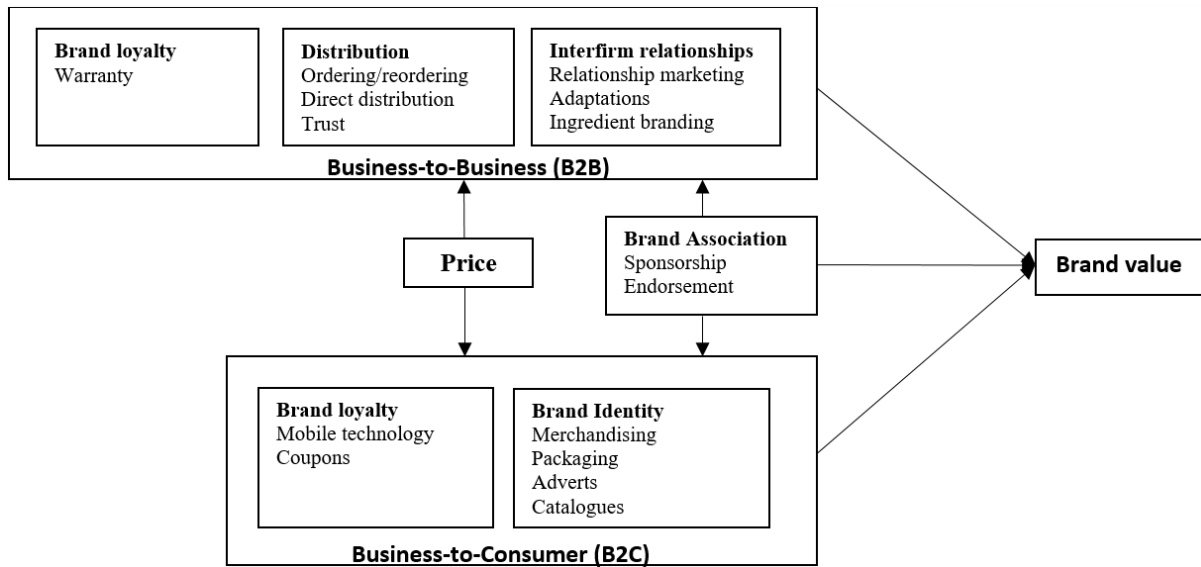 Brand loyalty
Warranty
Distribution
Ordering/reordering
Direct distribution
Trust
Interfirm relationships
Relationship marketing
Adaptations
Ingredient branding
Business-to-Business (B2B)
Price
Brand Association
Sponsorship
Endorsement
Brand value
Brand loyalty
Mobile technology
Coupons
Brand Identity
Merchandising
Packaging
Adverts
Catalogues
Business-to-Consumer (B2C)